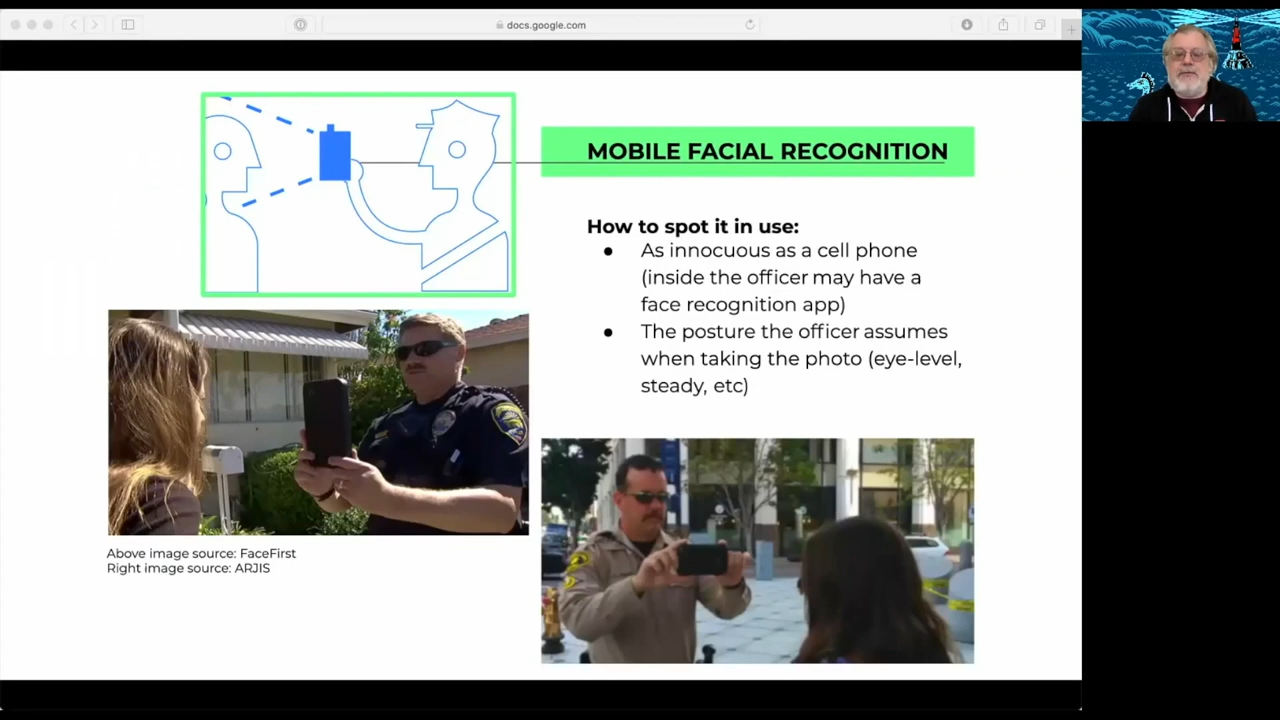 docs.google.com
MOBILE FACIAL RECOGNITION
How to spot it in use:
● As innocuous as a cell phone
(inside the officer may have a
face recognition app)
● The posture the officer assumes
when taking the photo (eye-level,
steady, etc)
Above image source: FaceFirst
Right image source: ARJIS